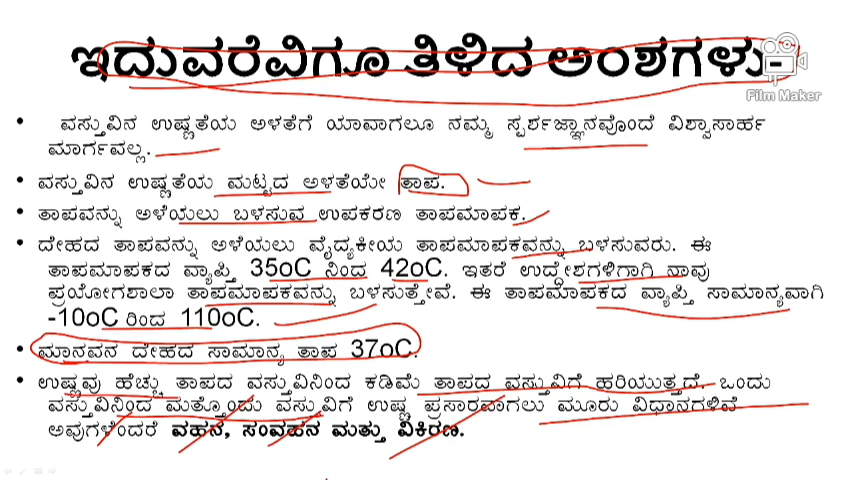 ಇದುವರೆವಿಗೂ ತಿಳಿದ ಅಂಶಗಳು-
Film Maker
• ವಸ್ತುವಿನ ಉಷ್ಣತೆಯ ಅಳತೆಗೆ ಯಾವಾಗಲೂ ನಮ್ಮ ಸ್ಪರ್ಶಜ್ಞಾನವೊಂದೆ ವಿಶ್ವಾಸಾರ್ಹ
ಮಾರ್ಗವಲ್ಲ.
• ವಸ್ತುವಿನ ಉಷ್ಣತೆಯ ಮಟ್ಟದ ಅಳತೆಯೇ ತಾಪ.
• ತಾಪವನ್ನು ಅಳೆಯಲು ಬಳಸುವ ಉಪಕರಣ ತಾಪಮಾಪಕ.
• ದೇಹದ ತಾಪವನ್ನು ಅಳೆಯಲು ವೈದ್ಯಕೀಯ ತಾಪಮಾಪಕವನ್ನು ಬಳಸುವರು. ಈ
ತಾಪಮಾಪಕದ ವ್ಯಾಪ್ತಿ 35oC ನಿಂದ 42oC. ಇತರೆ ಉದ್ದೇಶಗಳಿಗಾಗಿ ನಾವು
ಪ್ರಯೋಗಶಾಲಾ ತಾಪಮಾಪಕವನ್ನು ಬಳಸುತ್ತೇವೆ. ಈ ತಾಪಮಾಪಕದ ವ್ಯಾಪ್ತಿ ಸಾಮಾನ್ಯವಾಗಿ
-10oC ರಿಂದ 110oC.
• ಮಾನವನ ದೇಹದ ಸಾಮಾನ್ಯ ತಾಪ 37oC.
• ಉಷ್ಣವು ಹೆಚ್ಚು ತಾಪದ ವಸ್ತುವಿನಿಂದ ಕಡಿಮೆ ತಾಪದ ವಸ್ತುವಿಗೆ ಹರಿಯುತ್ತದೆ. ಒಂದು
ವಸ್ತುವಿನಿಂದ ಮತ್ತೊಂದು ವಸ್ತುವಿಗೆ ಉಷ್ಣ ಪ್ರಸಾರವಾಗಲು ಮೂರು ವಿಧಾನಗಳಿವೆ
ಅವುಗಳೆಂದರೆ ವಹನ, ಸಂವಹನ ಮತ್ತು ವಿಕಿರಣ.